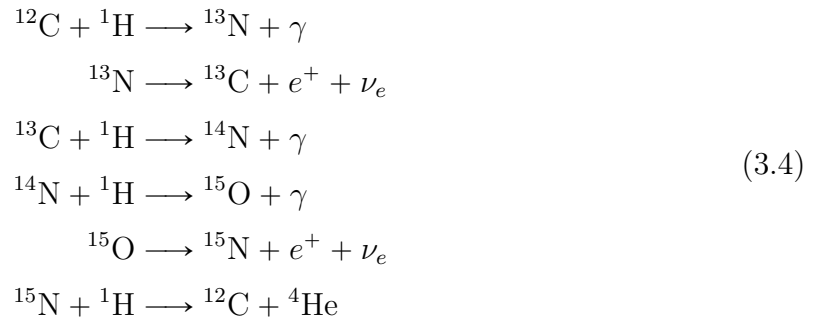 ¹²C + ¹H ⟶ ¹³N + γ
¹³N ⟶ ¹³C + e⁺ + νₑ
¹³C + ¹H ⟶ ¹⁴N + γ
(3.4)
¹⁴N + ¹H ⟶ ¹⁵O + γ
¹⁵O ⟶ ¹⁵N + e⁺ + νₑ
¹⁵N + ¹H ⟶ ¹²C + ⁴He